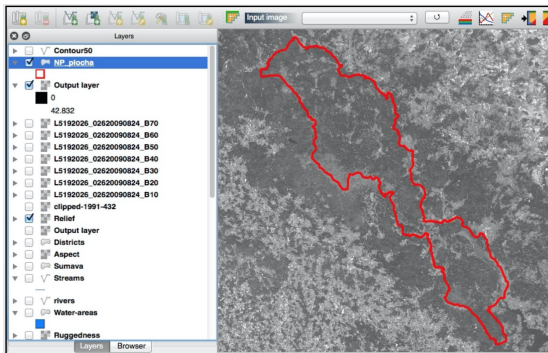 Input image
Layers
Contour50
NP_plocha
Output layer
0
42.832
L5192026_02620090824_B70
L5192026_02620090824_B60
L5192026_02620090824_B50
L5192026_02620090824_B40
L5192026_02620090824_B30
L5192026_02620090824_B20
L5192026_02620090824_B10
clipped-1991-432
Relief
Output layer
Districts
Aspect
Sumava
Streams
rivers
Water-areas
Ruggedness
Layers Browser